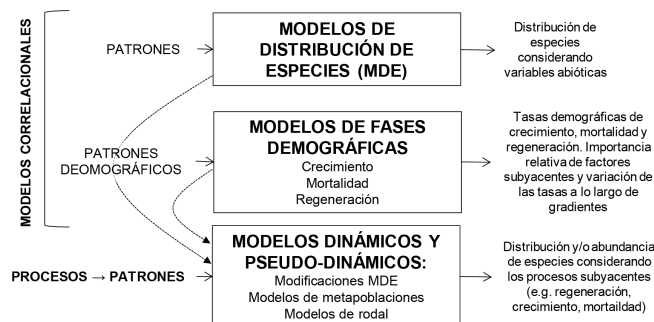 MODELOS CORRELACIONALES
PATRONES
MODELOS DE
DISTRIBUCIÓN DE
ESPECIES (MDE)
Distribución de
especies
considerando
variables abióticas
PATRONES
DEOMOGRÁFICOS
MODELOS DE FASES
DEMOGRÁFICAS
Crecimiento
Mortalidad
Regeneración
Tasas demográficas de
crecimiento, mortalidad y
regeneración. Importancia
relativa de factores
subyacentes y variación de
las tasas a lo largo de
gradientes
PROCESOS → PATRONES
MODELOS DINÁMICOS Y
PSEUDO-DINÁMICOS:
Modificaciones MDE
Modelos de metapoblaciones
Modelos de rodal
Distribución y/o abundancia
de especies considerando
los procesos subyacentes
(e.g. regeneración,
crecimiento, mortaildad)